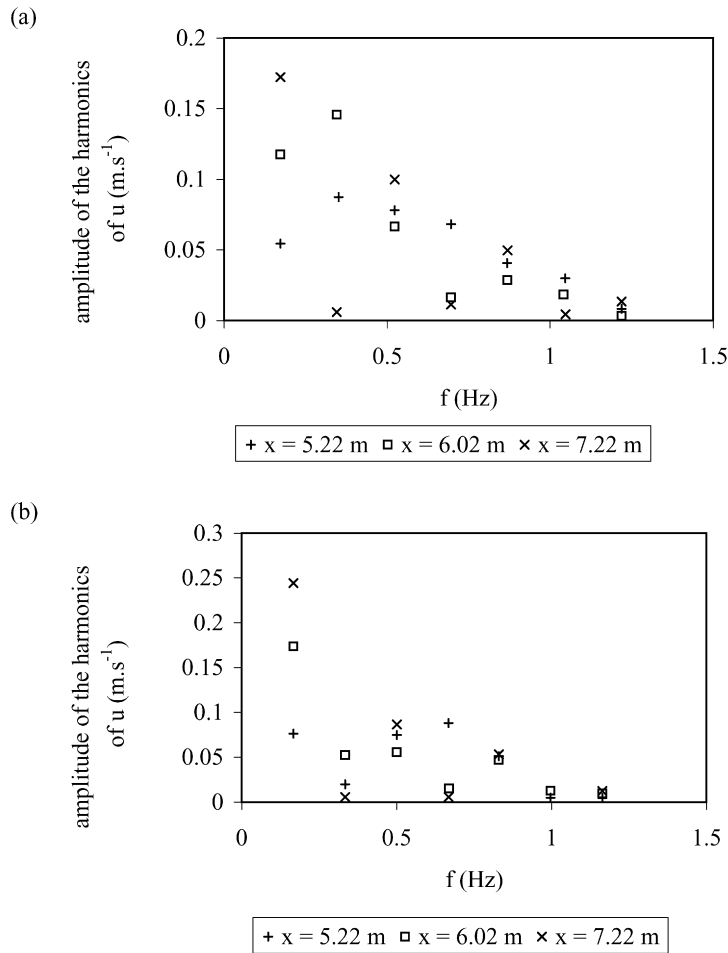 (a)
amplitude of the harmonics
of u (m.s⁻¹)
0.2
0.15
0.1
0.05
0
0 0.5 1 1.5
f (Hz)
+ x = 5.22 m □ x = 6.02 m × x = 7.22 m
(b)
amplitude of the harmonics
of u (m.s⁻¹)
0.3
0.25
0.2
0.15
0.1
0.05
0
0 0.5 1 1.5
f (Hz)
+ x = 5.22 m □ x = 6.02 m × x = 7.22 m